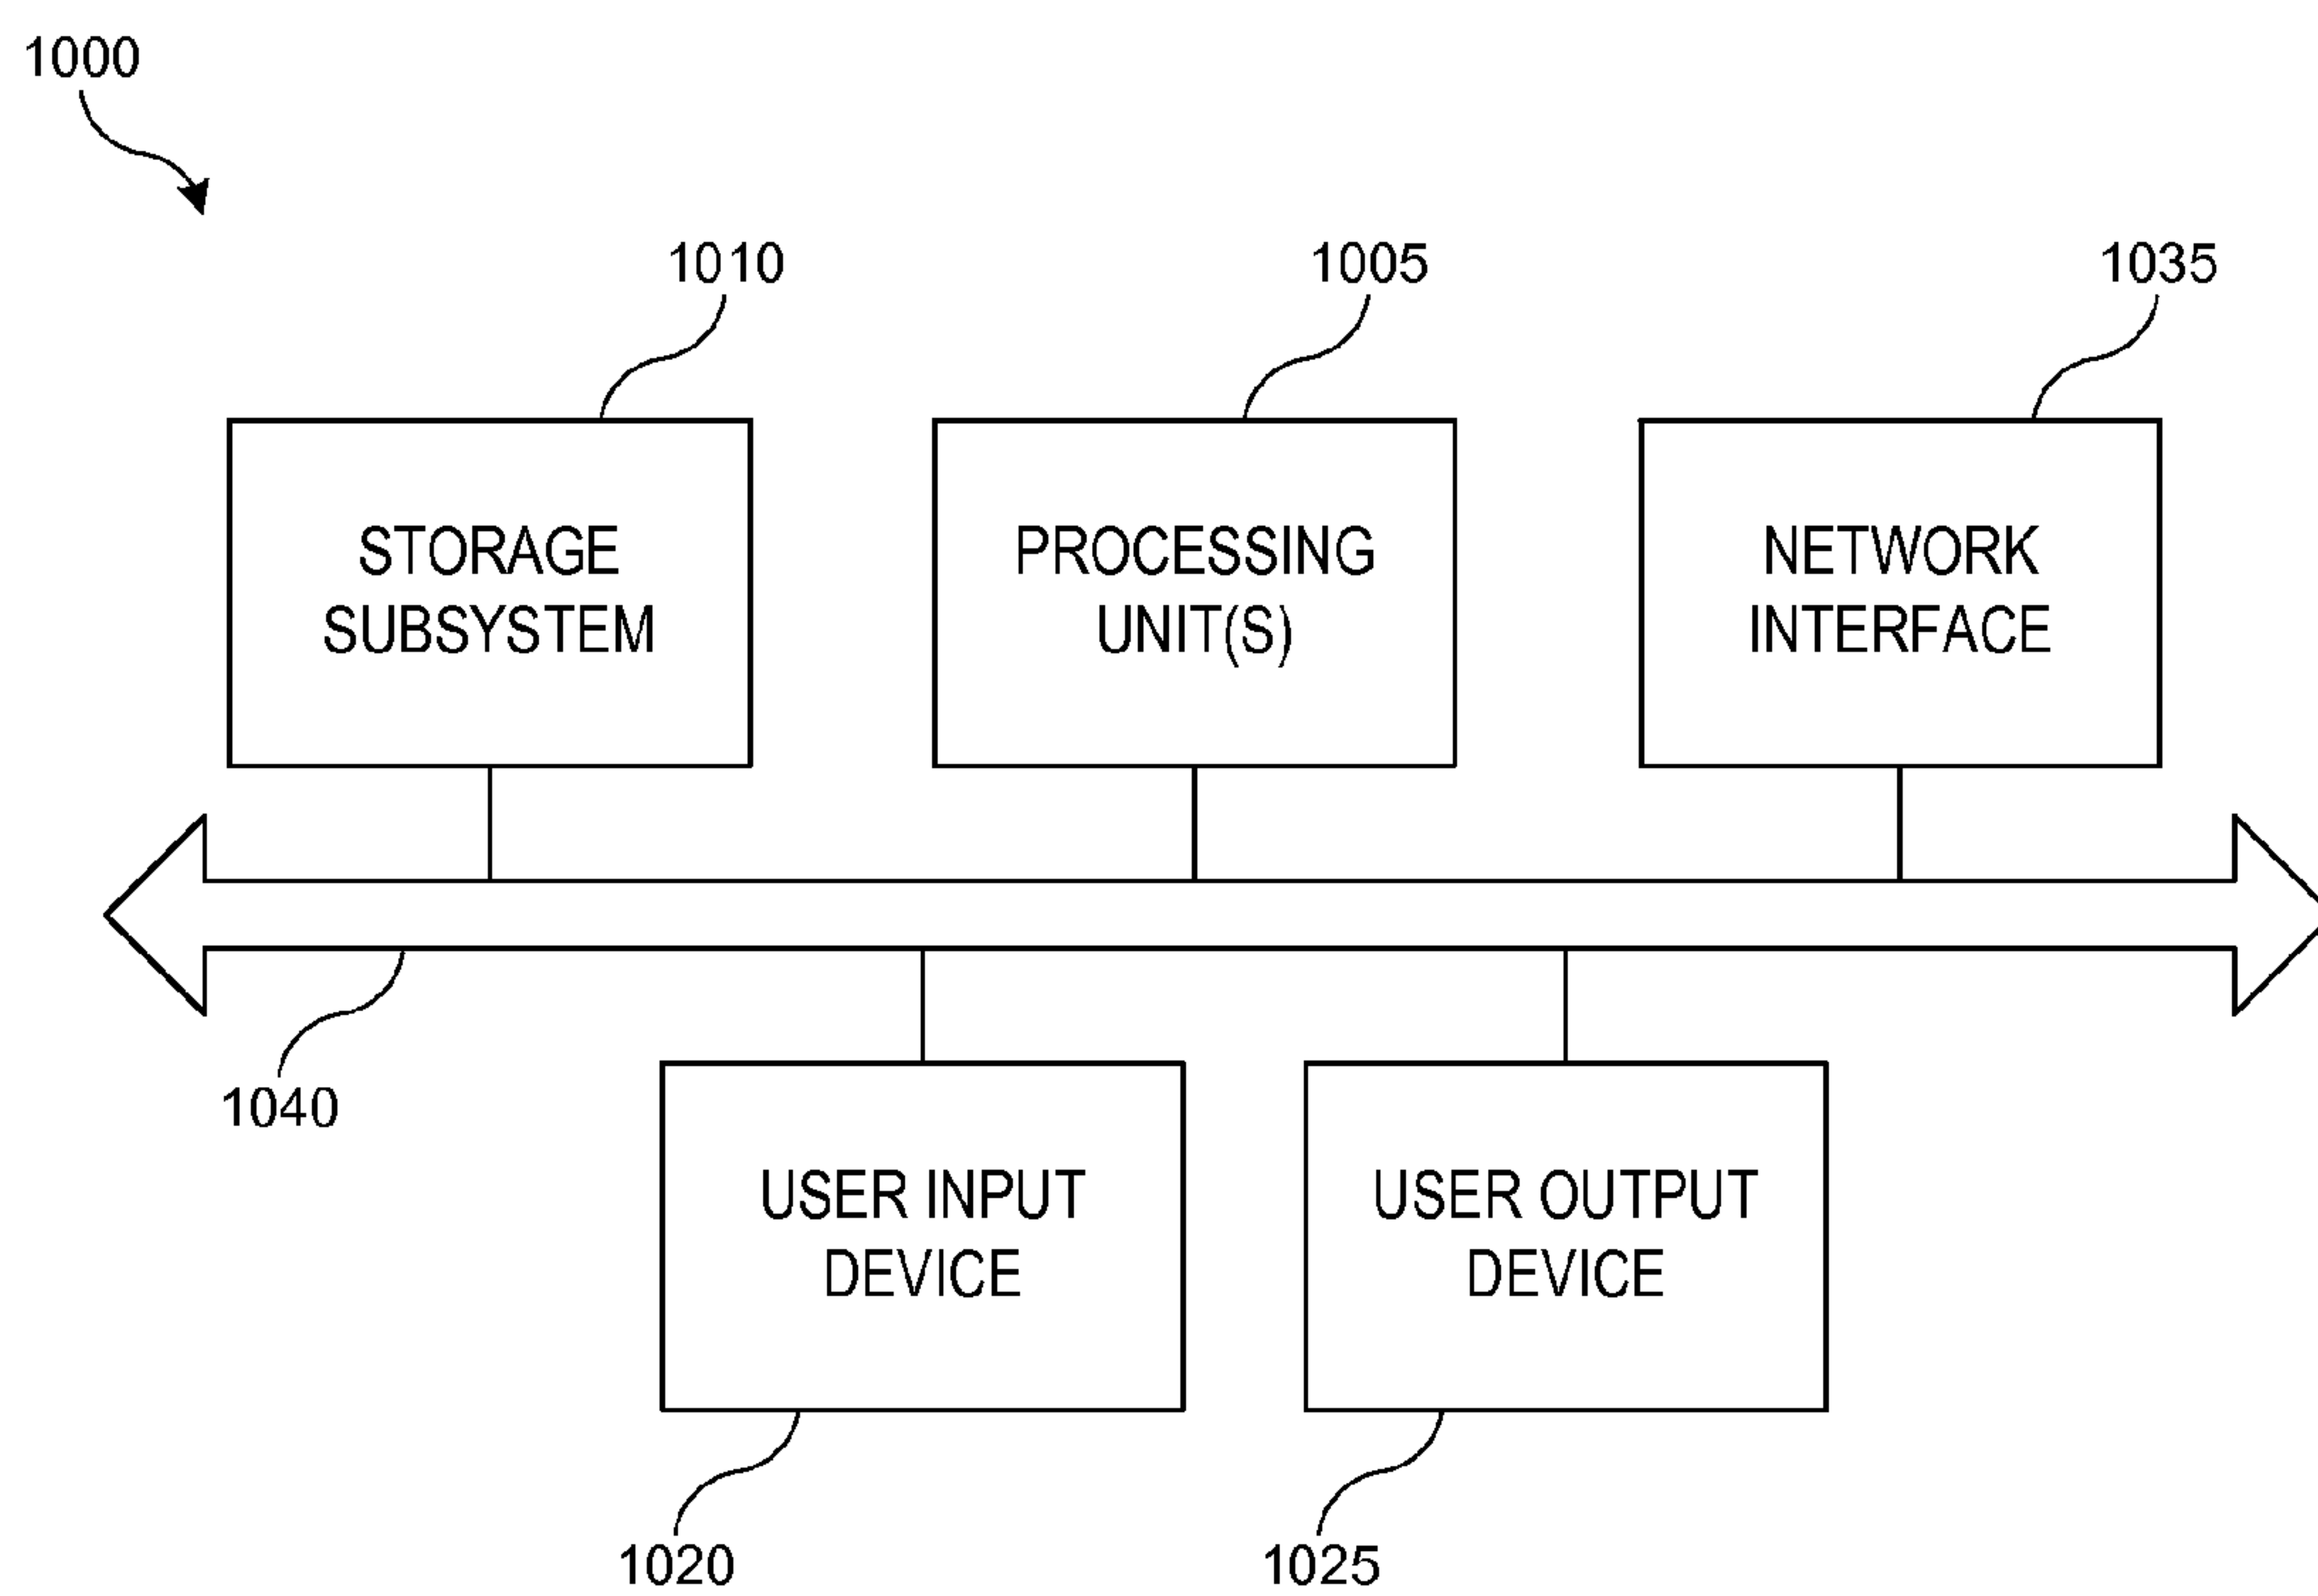 1000
1010
1005
1035
STORAGE
SUBSYSTEM
PROCESSING
UNIT(S)
NETWORK
INTERFACE
1040
USER INPUT
DEVICE
USER OUTPUT
DEVICE
1020
1025